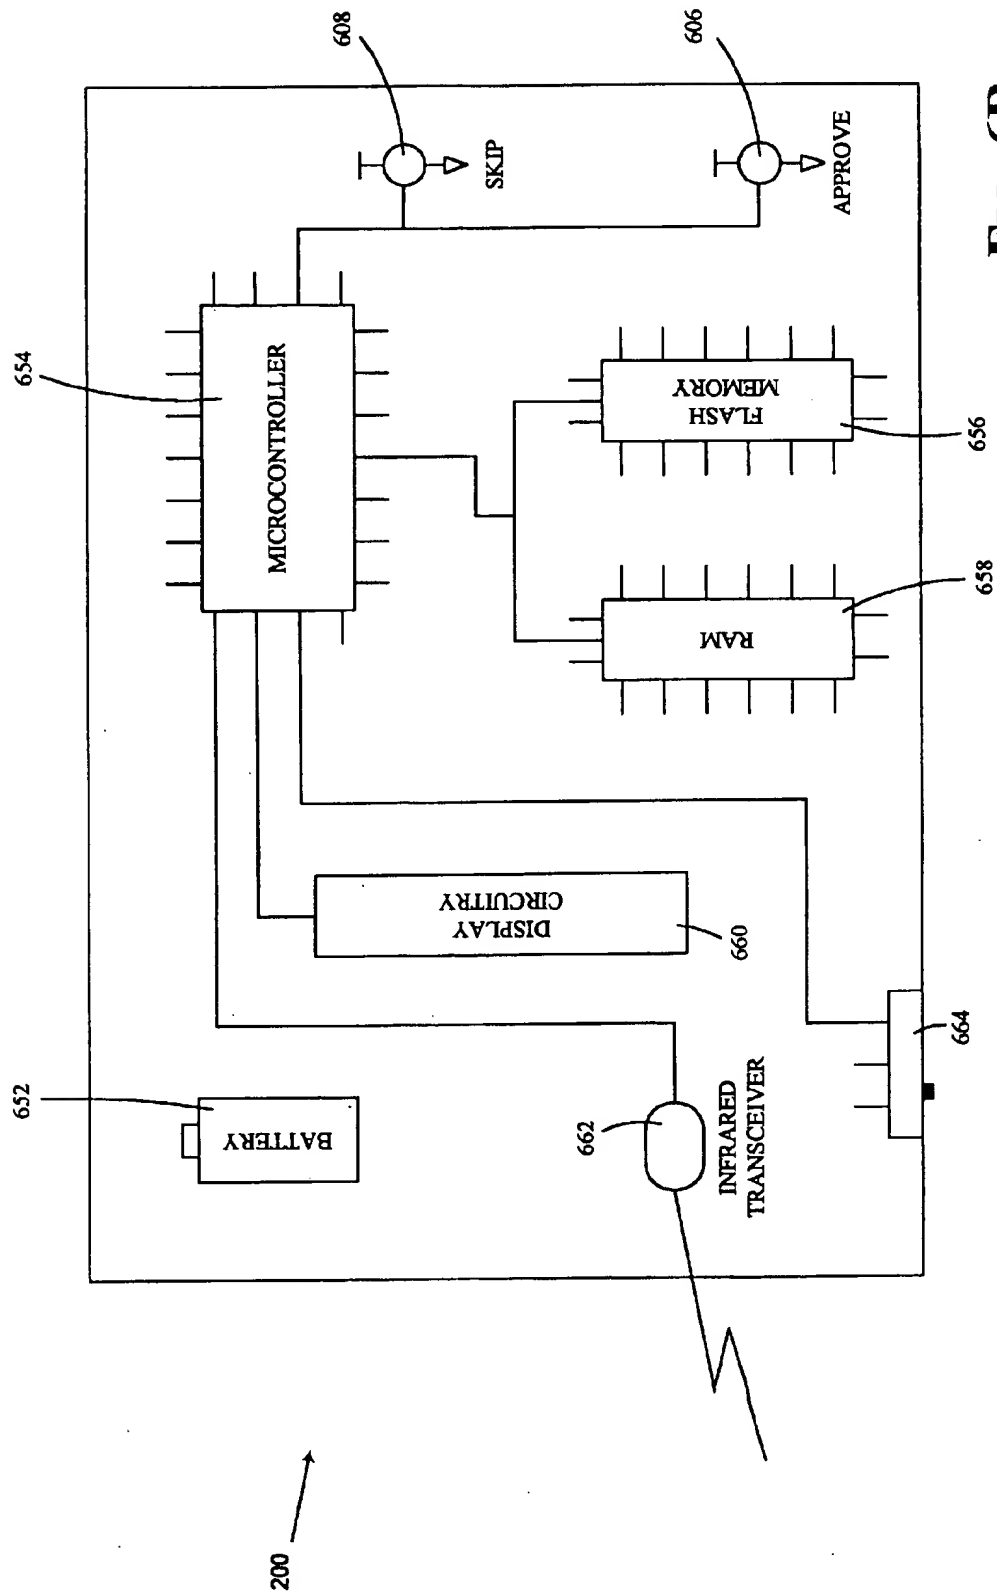 608
606
654
SKIP
APPROVE
MICROCONTROLLER
FLASH
MEMORY
656
RAM
658
DISPLAY
CIRCUITRY
660
664
652
BATTERY
662
INFRARED
TRANSCEIVER
200